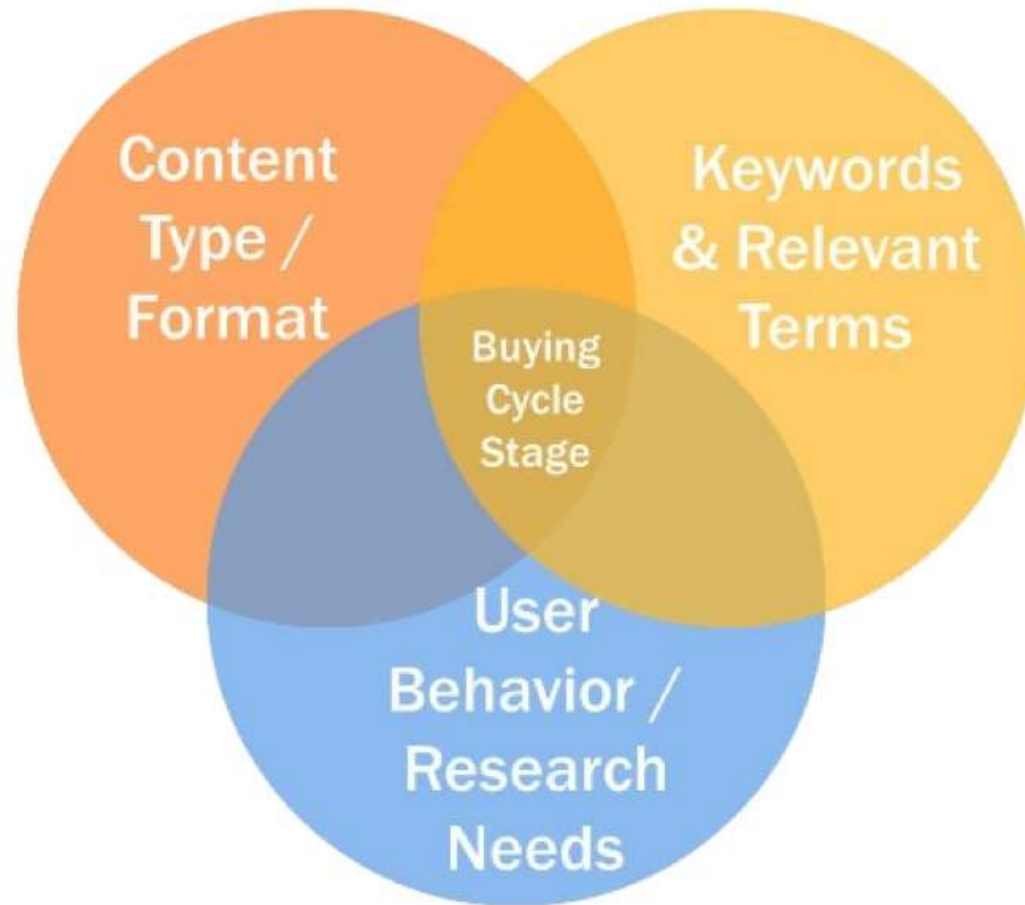 Content
Type /
Format
Keywords
& Relevant
Terms
Buying
Cycle
Stage
User
Behavior /
Research
Needs